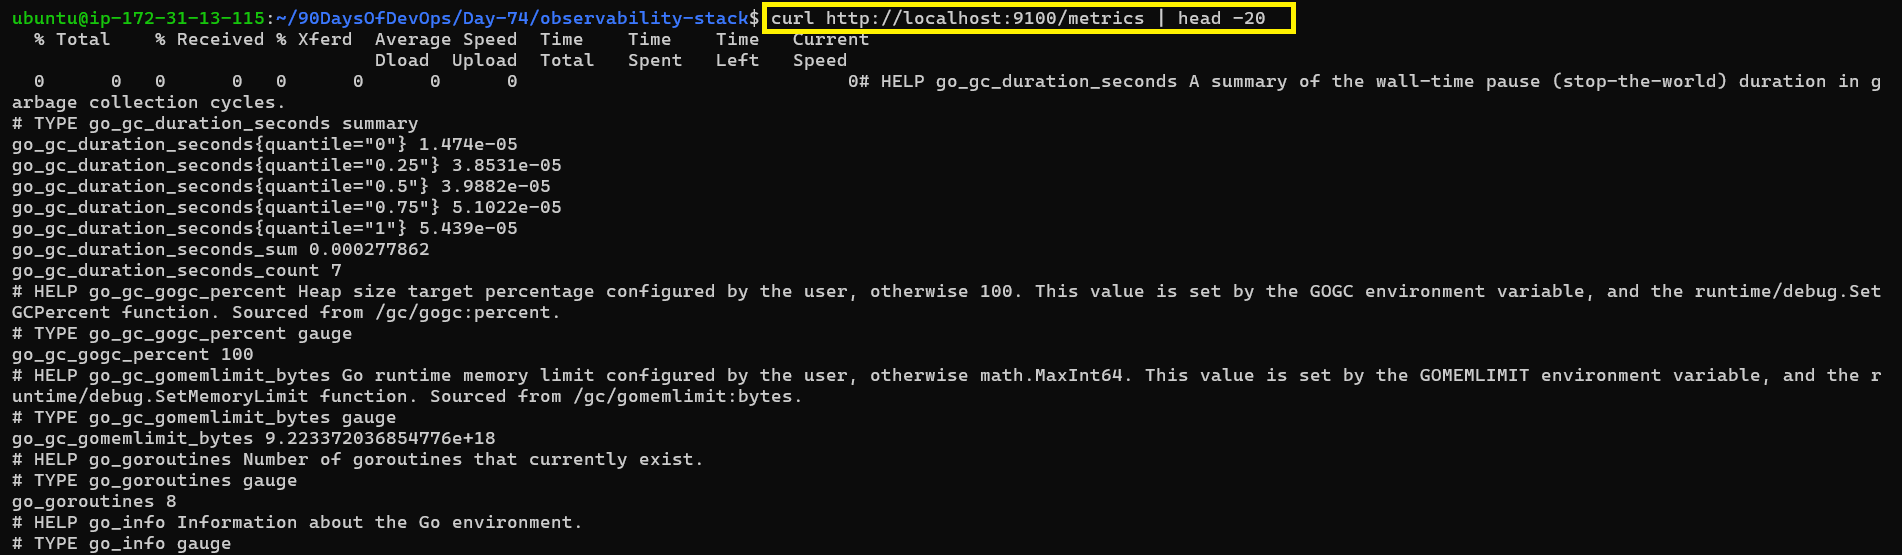 ubuntu@ip-172-31-13-115:~/90DaysOfDevOps/Day-74/observability-stack$ curl http://localhost:9100/metrics | head -20
  % Total    % Received % Xferd  Average Speed  Time    Time    Time   Current
                                 Dload  Upload  Total   Spent   Left   Speed
  0      0   0      0   0      0      0      0                              0# HELP go_gc_duration_seconds A summary of the wall-time pause (stop-the-world) duration in g
arbage collection cycles.
# TYPE go_gc_duration_seconds summary
go_gc_duration_seconds{quantile="0"} 1.474e-05
go_gc_duration_seconds{quantile="0.25"} 3.8531e-05
go_gc_duration_seconds{quantile="0.5"} 3.9882e-05
go_gc_duration_seconds{quantile="0.75"} 5.1022e-05
go_gc_duration_seconds{quantile="1"} 5.439e-05
go_gc_duration_seconds_sum 0.000277862
go_gc_duration_seconds_count 7
# HELP go_gc_gogc_percent Heap size target percentage configured by the user, otherwise 100. This value is set by the GOGC environment variable, and the runtime/debug.Set
GCPercent function. Sourced from /gc/gogc:percent.
# TYPE go_gc_gogc_percent gauge
go_gc_gogc_percent 100
# HELP go_gc_gomemlimit_bytes Go runtime memory limit configured by the user, otherwise math.MaxInt64. This value is set by the GOMEMLIMIT environment variable, and the r
untime/debug.SetMemoryLimit function. Sourced from /gc/gomemlimit:bytes.
# TYPE go_gc_gomemlimit_bytes gauge
go_gc_gomemlimit_bytes 9.223372036854776e+18
# HELP go_goroutines Number of goroutines that currently exist.
# TYPE go_goroutines gauge
go_goroutines 8
# HELP go_info Information about the Go environment.
# TYPE go_info gauge